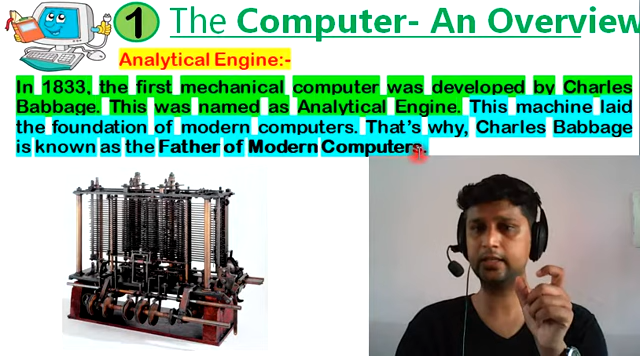 1 The Computer- An Overview
Analytical Engine:-
In 1833, the first mechanical computer was developed by Charles
Babbage. This was named as Analytical Engine. This machine laid
the foundation of modern computers. That's why, Charles Babbage
is known as the Father of Modern Computers.